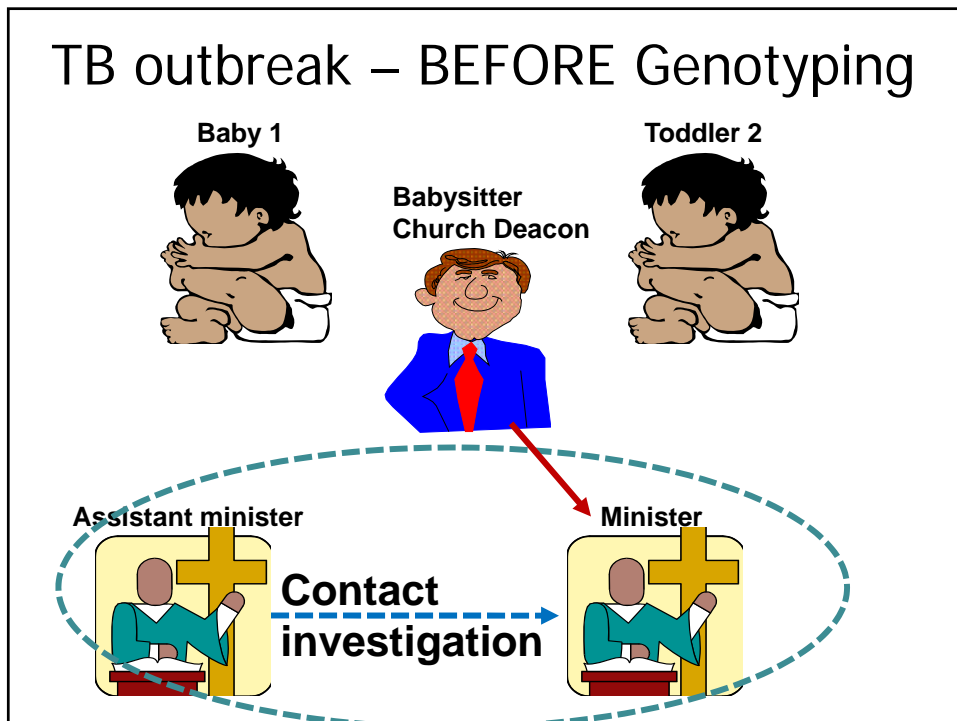 TB outbreak – BEFORE Genotyping
Baby 1
Toddler 2
Babysitter
Church Deacon
Assistant minister
Minister
Contact
investigation